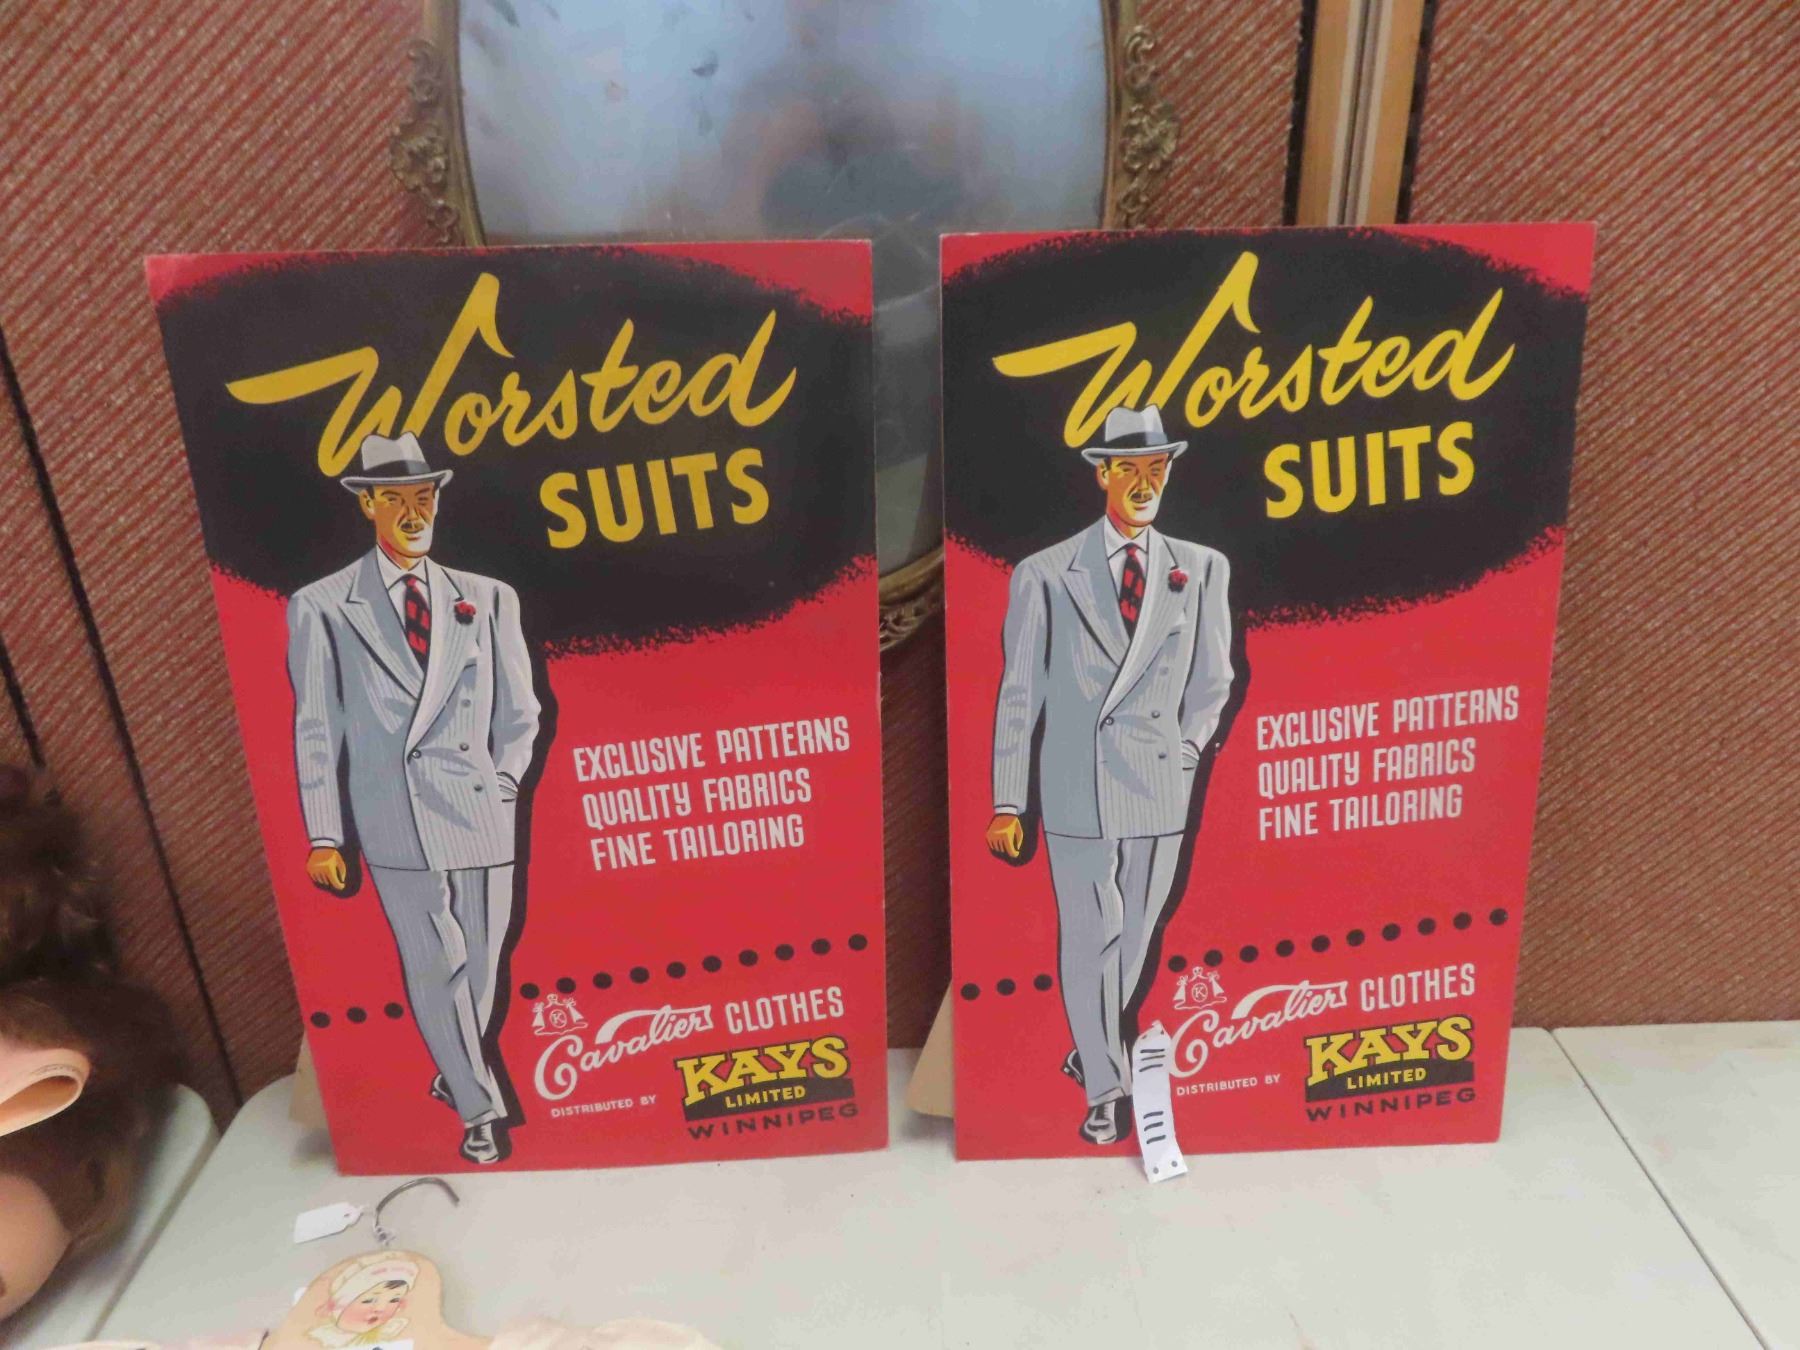 Worsted
SUITS
EXCLUSIVE PATTERNS
QUALITY FABRICS
FINE TAILORING
K
Cavalier CLOTHES
DISTRIBUTED BY
KAYS
LIMITED
WINNIPEG
Worsted
SUITS
EXCLUSIVE PATTERNS
QUALITY FABRICS
FINE TAILORING
K
Cavalier CLOTHES
DISTRIBUTED BY
KAYS
LIMITED
WINNIPEG